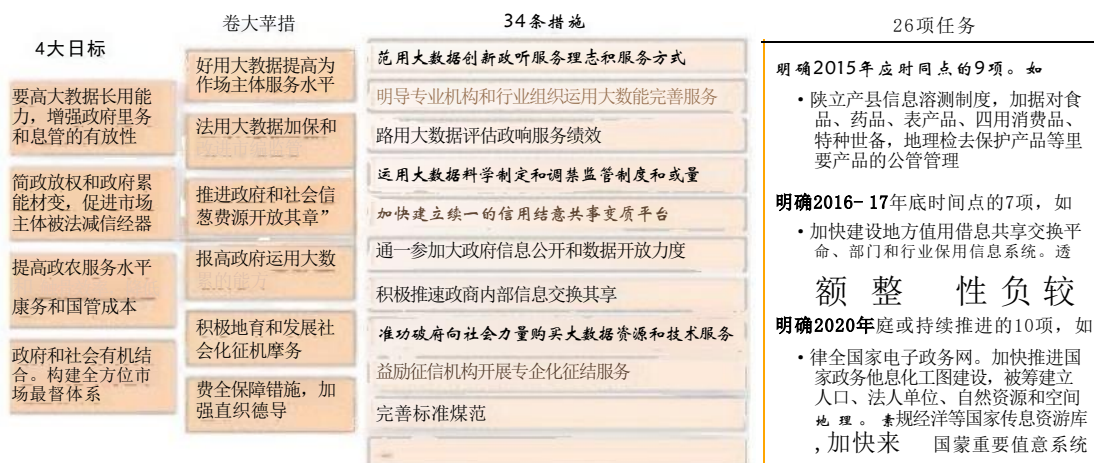 4大目标
要高大教据长用能
力，增强政府里务
和息管的有放性
简政放权和政府累
能材变，促进市场
主体被法减信经器
提高政农服务水平
康务和国管成本
政府和社会有机结
合。构建全方位市
场最督体系
卷大苹措
好用大教据提高为
作场主体服务水平
法用大教据加保和
推进政府和社会信
葱费源开放其章”
报高政府运用大数
积极地育和发展社
会化征机摩务
费全保障错施，加
强直织德导
34条措施
范用大数据创新政听服务理志积服务方式
明导专业机构和行业组织运用大数能完善服务
路用大数据评估政响服务绩效
运用大数据科学制定和调禁监管制度和或量
加快建立续一的信用结意共事变质平台
通一参加大政府信息公开和数据开放力度
积极推速政商内部信息交换其享
准功破府向社会力量购买大数据资源和技术服务
益励征信机构开展专企化征结服务
完善标准煤范
26项任务
明确2015年应时同点的9项。如
•陕立产县信息溶测制度，加据对食
品、药品、表产品、四用消费品、
特种世备，地理检去保护产品等里
要产品的公管管理
明确2016-17年底时间点的7项，如
•加快建设地方值用借息共享交换平
命、部门和行业保用信息系统。透
额 整 性负较
明确2020年庭或持续推进的10项，如
•律全国家电子政务网。加快推进国
家政务他息化工图建设，被筹建立
人口、法人单位、自然资源和空间
地理。素规经洋等国家传息资游库
,加快来 国蒙重要值意系统